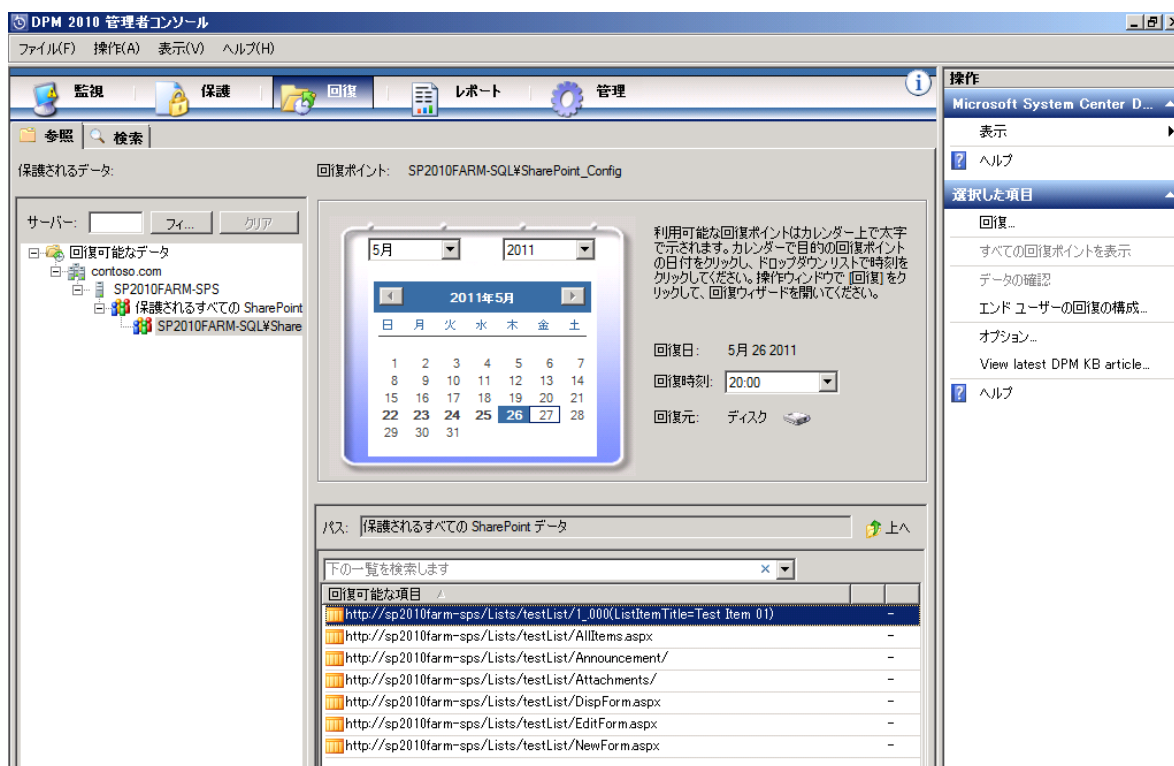 DPM 2010 管理者コンソール
ファイル(F) 操作(A) 表示(V) ヘルプ(H)
監視 保護 回復 レポート 管理
参照 検索
保護されるデータ:
サーバー: フィ... クリア
回復可能なデータ
contoso.com
SP2010FARM-SPS
保護されるすべての SharePoint
SP2010FARM-SQL¥Share
回復ポイント: SP2010FARM-SQL¥SharePoint_Config
5月 2011
2011年5月
日 月 火 水 木 金 土
1 2 3 4 5 6 7
8 9 10 11 12 13 14
15 16 17 18 19 20 21
22 23 24 25 26 27 28
29 30 31
利用可能な回復ポイントはカレンダー上で太字
で示されます。カレンダーで目的の回復ポイント
の日付をクリックし、ドロップダウン リストで時刻を
クリックしてください。操作ウィンドウで [回復] をク
リックして、回復ウィザードを開いてください。
回復日: 5月 26 2011
回復時刻: 20:00
回復元: ディスク
パス: 保護されるすべての SharePoint データ 上へ
下の一覧を検索します
回復可能な項目
http://sp2010farm-sps/Lists/testList/1_.000(ListItemTitle=Test Item 01) -
http://sp2010farm-sps/Lists/testList/AllItems.aspx -
http://sp2010farm-sps/Lists/testList/Announcement/ -
http://sp2010farm-sps/Lists/testList/Attachments/ -
http://sp2010farm-sps/Lists/testList/DispForm.aspx -
http://sp2010farm-sps/Lists/testList/EditForm.aspx -
http://sp2010farm-sps/Lists/testList/NewForm.aspx -
操作
Microsoft System Center D...
表示
ヘルプ
選択した項目
回復...
すべての回復ポイントを表示
データの確認
エンド ユーザーの回復の構成...
オプション...
View latest DPM KB article...
ヘルプ